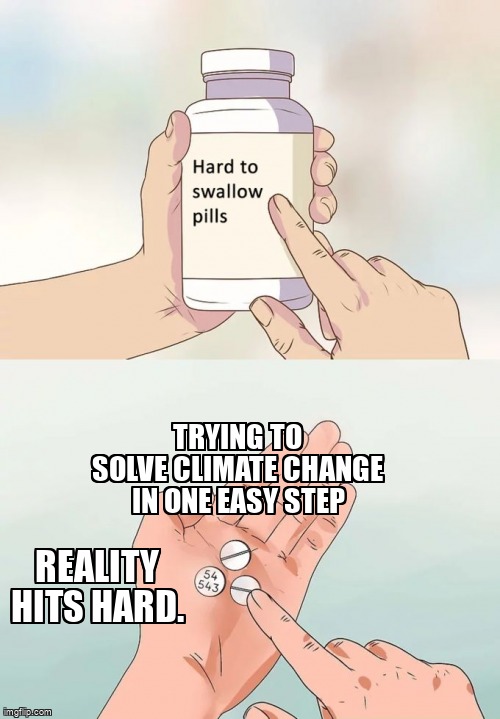 Hard to
swallow
pills
TRYING TO
SOLVE CLIMATE CHANGE
IN ONE EASY STEP
REALITY
HITS HARD.
54
543
imgflip.com